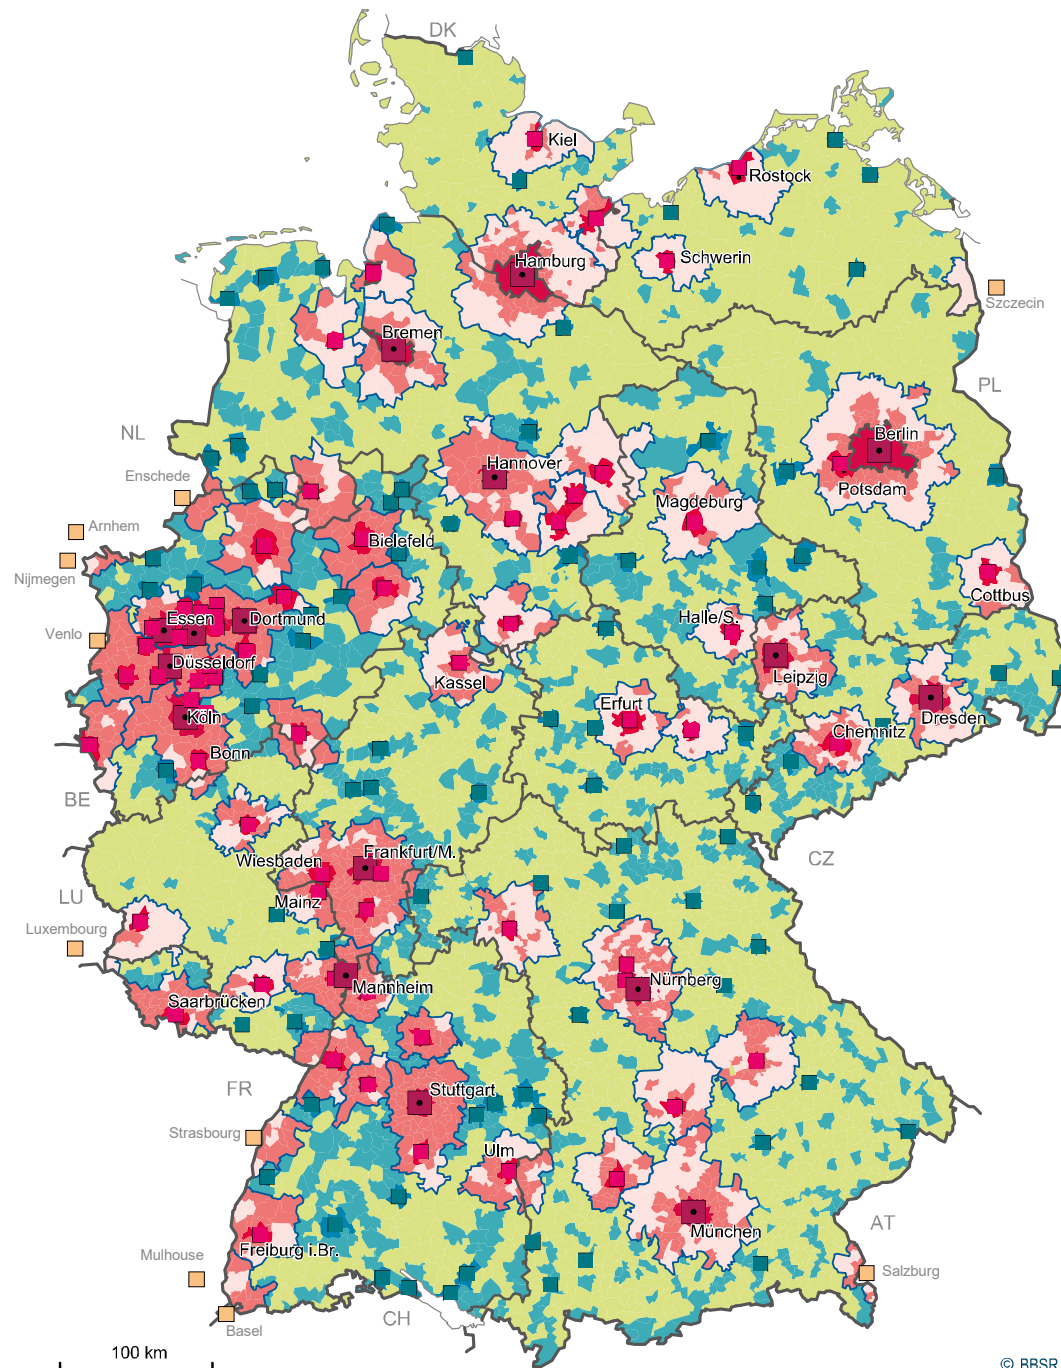 DK
Kiel
Rostock
Hamburg
Schwerin
Szczecin
Bremen
PL
NL
Berlin
Hannover
Enschede
Potsdam
Magdeburg
Arnhem
Bielefeld
Nijmegen
Cottbus
Essen
Dortmund
Halle/S.
Venlo
Düsseldorf
Leipzig
Kassel
Erfurt
Köln
Dresden
Chemnitz
Bonn
BE
Frankfurt/M.
Wiesbaden
CZ
LU
Mainz
Luxembourg
Nürnberg
Mannheim
Saarbrücken
FR
Stuttgart
Strasbourg
Ulm
AT
München
Freiburg i.Br.
Mulhouse
Salzburg
CH
Basel
100 km
© BBSR